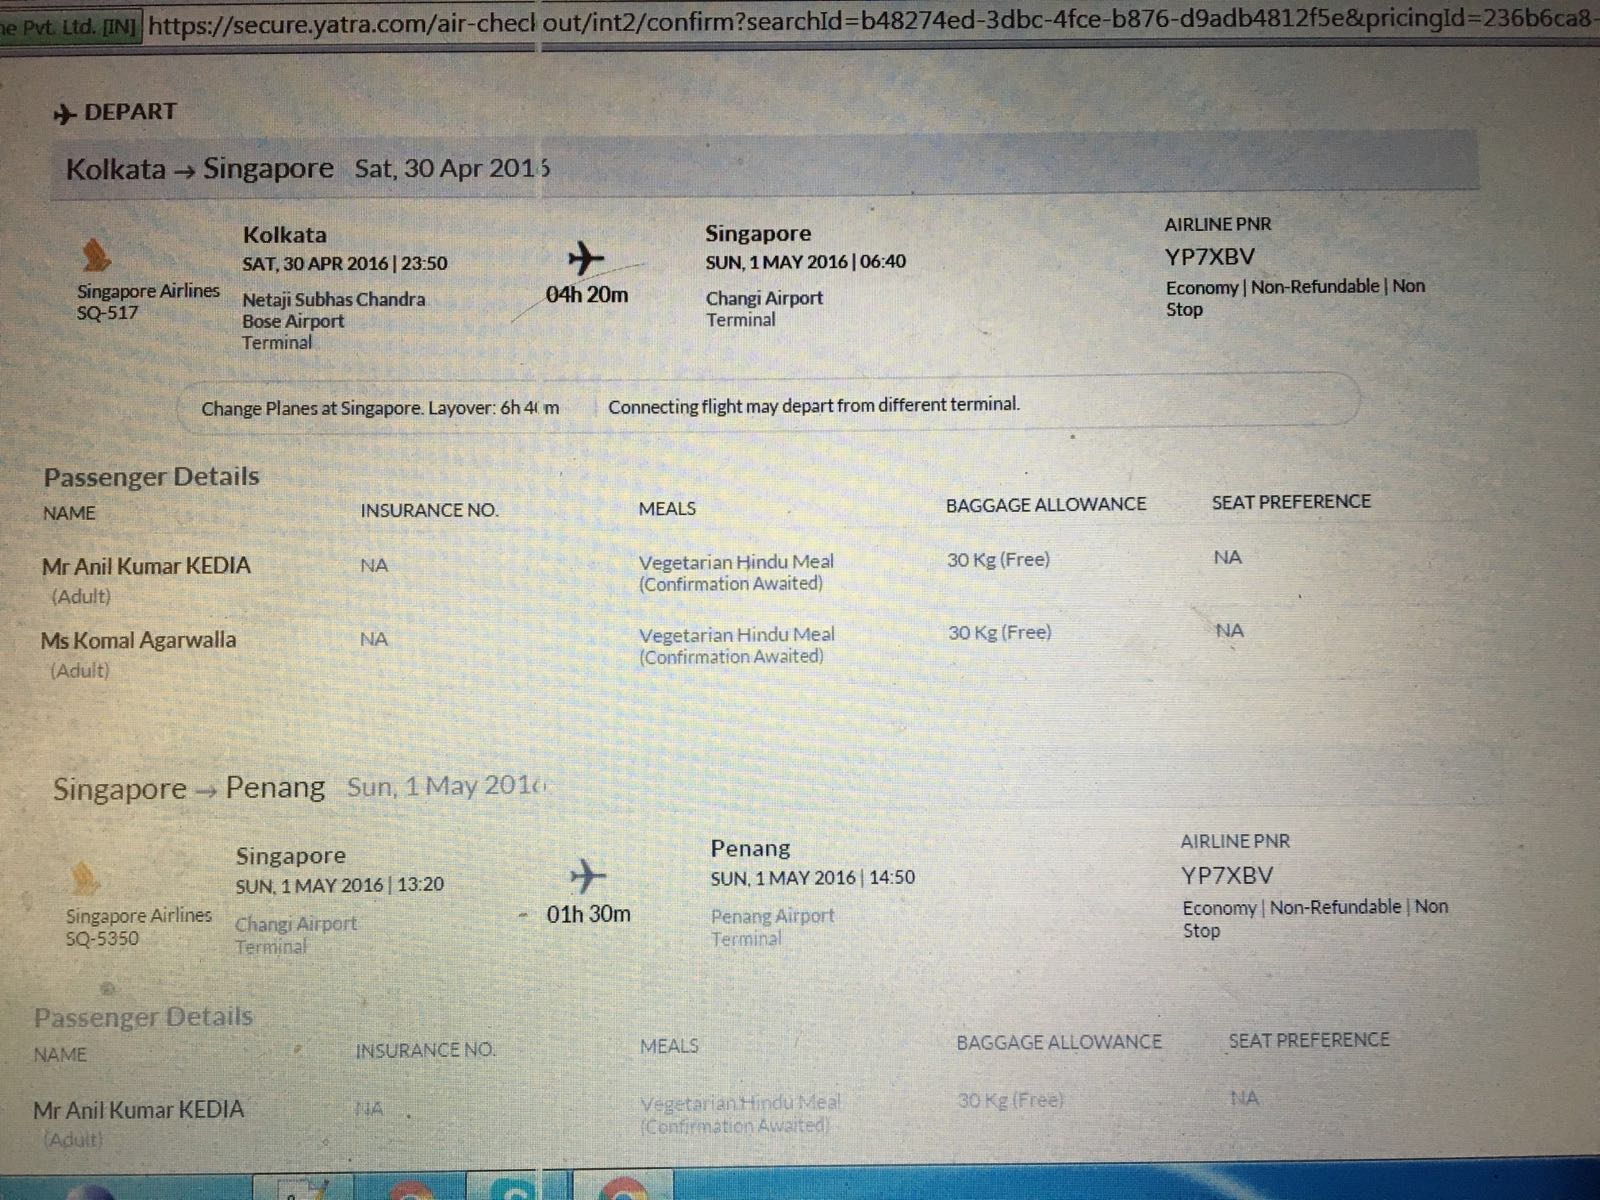 ne Pvt. Ltd. [IN] https://secure.yatra.com/air-checkout/int2/confirm?searchId=b48274ed-3dbc-4fce-b876-d9adb4812f5e&pricingId=236b6ca8-
DEPART
Kolkata → Singapore Sat, 30 Apr 2016
Kolkata
SAT, 30 APR 2016 | 23:50
Netaji Subhas Chandra
Bose Airport
Terminal
Singapore Airlines
SQ-517
04h 20m
Singapore
SUN, 1 MAY 2016 | 06:40
Changi Airport
Terminal
AIRLINE PNR
YP7XBV
Economy | Non-Refundable | Non
Stop
Change Planes at Singapore. Layover: 6h 40m Connecting flight may depart from different terminal.
Passenger Details
NAME INSURANCE NO. MEALS BAGGAGE ALLOWANCE SEAT PREFERENCE
Mr Anil Kumar KEDIA NA Vegetarian Hindu Meal 30 Kg (Free) NA
(Adult) (Confirmation Awaited)
Ms Komal Agarwalla NA Vegetarian Hindu Meal 30 Kg (Free) NA
(Adult) (Confirmation Awaited)
Singapore → Penang Sun, 1 May 2016
Singapore
SUN, 1 MAY 2016 | 13:20
Changi Airport
Terminal
Singapore Airlines
SQ-5350
01h 30m
Penang
SUN, 1 MAY 2016 | 14:50
Penang Airport
Terminal
AIRLINE PNR
YP7XBV
Economy | Non-Refundable | Non
Stop
Passenger Details
NAME INSURANCE NO. MEALS BAGGAGE ALLOWANCE SEAT PREFERENCE
Mr Anil Kumar KEDIA NA Vegetarian Hindu Meal 30 Kg (Free) NA
(Adult) (Confirmation Awaited)